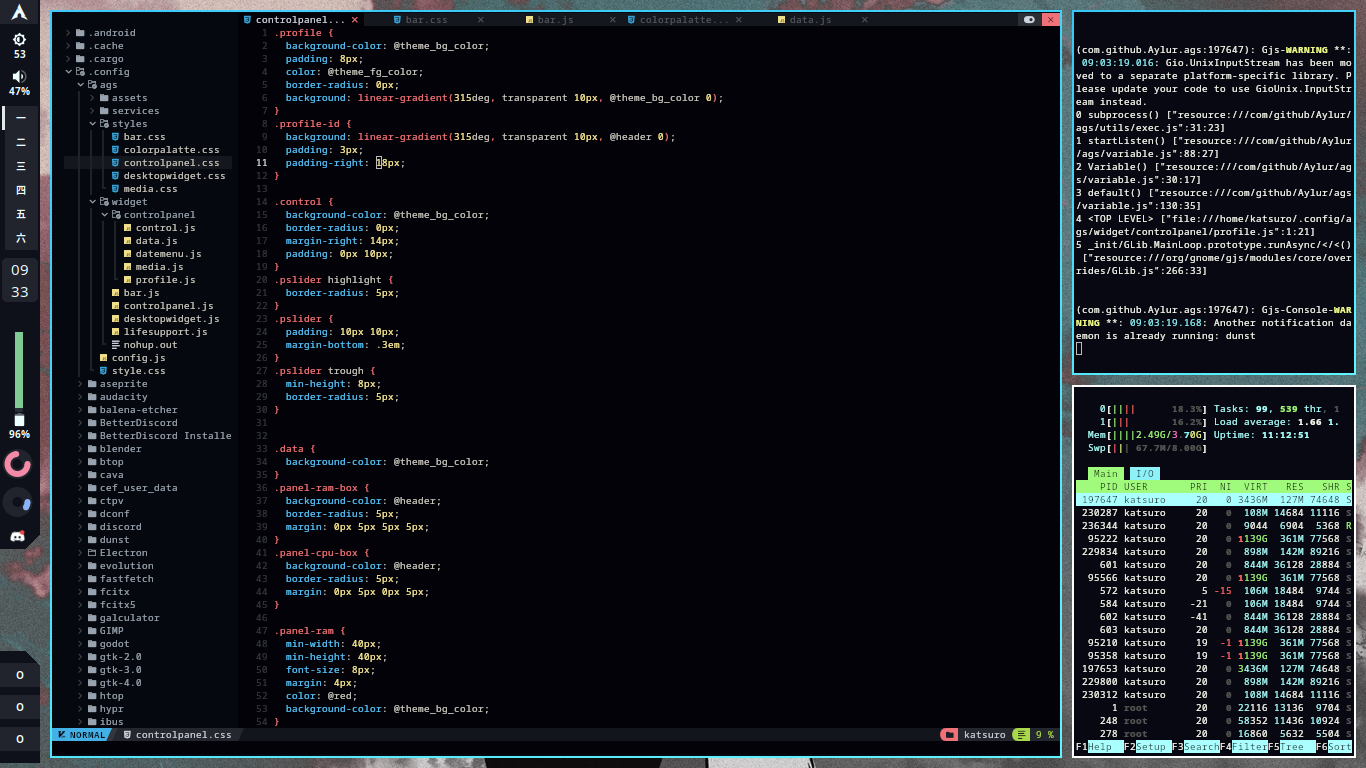 53
47%
一
二
三
四
五
六
09
33
96%
0
0
0
controlpanel...
bar.css
bar.js
colorpalatte...
data.js
.android
.cache
.cargo
.config
ags
assets
services
styles
bar.css
colorpalatte.css
controlpanel.css
desktopwidget.css
media.css
widget
controlpanel
control.js
data.js
datemenu.js
media.js
profile.js
bar.js
controlpanel.js
desktopwidget.js
lifesupport.js
nohup.out
config.js
style.css
aseprite
audacity
balena-etcher
BetterDiscord
BetterDiscord Installe
blender
btop
cava
cef_user_data
ctpv
dconf
discord
dunst
Electron
evolution
fastfetch
fcitx
fcitx5
galculator
GIMP
godot
gtk-2.0
gtk-3.0
gtk-4.0
htop
hypr
ibus
1 .profile {
2 background-color: @theme_bg_color;
3 padding: 8px;
4 color: @theme_fg_color;
5 border-radius: 0px;
6 background: linear-gradient(315deg, transparent 10px, @theme_bg_color 0);
7 }
8 .profile-id {
9 background: linear-gradient(315deg, transparent 10px, @header 0);
10 padding: 3px;
11 padding-right: 18px;
12 }
13
14 .control {
15 background-color: @theme_bg_color;
16 border-radius: 0px;
17 margin-right: 14px;
18 padding: 0px 10px;
19 }
20 .pslider highlight {
21 border-radius: 5px;
22 }
23 .pslider {
24 padding: 10px 10px;
25 margin-bottom: .3em;
26 }
27 .pslider trough {
28 min-height: 8px;
29 border-radius: 5px;
30 }
31
32
33 .data {
34 background-color: @theme_bg_color;
35 }
36 .panel-ram-box {
37 background-color: @header;
38 border-radius: 5px;
39 margin: 0px 5px 5px 5px;
40 }
41 .panel-cpu-box {
42 background-color: @header;
43 border-radius: 5px;
44 margin: 0px 5px 0px 5px;
45 }
46
47 .panel-ram {
48 min-width: 40px;
49 min-height: 40px;
50 font-size: 8px;
51 margin: 4px;
52 color: @red;
53 background-color: @theme_bg_color;
54 }
NORMAL controlpanel.css katsuro 9 %
(com.github.Aylur.ags:197647): Gjs-WARNING **:
09:03:19.016: Gio.UnixInputStream has been mo
ved to a separate platform-specific library. P
lease update your code to use GioUnix.InputStr
eam instead.
0 subprocess() ["resource:///com/github/Aylur/
ags/utils/exec.js":31:23]
1 startListen() ["resource:///com/github/Aylur
/ags/variable.js":88:27]
2 Variable() ["resource:///com/github/Aylur/ag
s/variable.js":30:17]
3 default() ["resource:///com/github/Aylur/ags
/variable.js":130:35]
4 <TOP LEVEL> ["file:///home/katsuro/.config/a
gs/widget/controlpanel/profile.js":1:21]
5 _init/GLib.MainLoop.prototype.runAsync/</<()
["resource:///org/gnome/gjs/modules/core/over
rides/GLib.js":266:33]
(com.github.Aylur.ags:197647): Gjs-Console-WAR
NING **: 09:03:19.168: Another notification da
emon is already running: dunst
0[|||| 18.3%] Tasks: 99, 539 thr, 1
1[||| 16.2%] Load average: 1.66 1.
Mem[||||2.49G/3.70G] Uptime: 11:12:51
Swp[||| 67.7M/8.00G]
Main I/O
PID USER PRI NI VIRT RES SHR S
197647 katsuro 20 0 3436M 127M 74648 S
230287 katsuro 20 0 108M 14684 11116 S
236344 katsuro 20 0 9044 6904 5368 R
95222 katsuro 20 0 1139G 361M 77568 S
229834 katsuro 20 0 898M 142M 89216 S
601 katsuro 20 0 844M 36128 28884 S
95566 katsuro 20 0 1139G 361M 77568 S
572 katsuro 5 -15 106M 18484 9744 S
584 katsuro -21 0 106M 18484 9744 S
602 katsuro -41 0 844M 36128 28884 S
603 katsuro 20 0 844M 36128 28884 S
95210 katsuro 19 -1 1139G 361M 77568 S
95358 katsuro 19 -1 1139G 361M 77568 S
197653 katsuro 20 0 3436M 127M 74648 S
229800 katsuro 20 0 898M 142M 89216 S
230312 katsuro 20 0 108M 14684 11116 S
1 root 20 0 22116 13136 9704 S
248 root 20 0 58352 11436 10924 S
278 root 20 0 16860 5632 5504 S
F1Help F2Setup F3SearchF4FilterF5Tree F6Sort